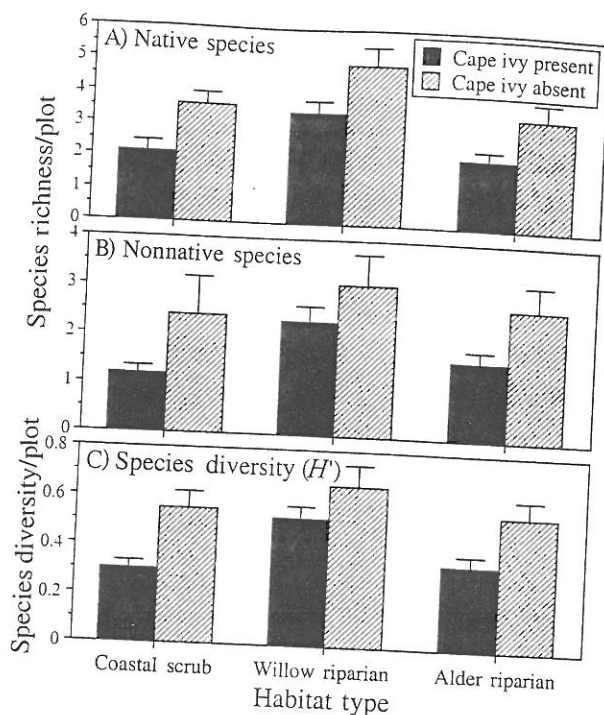 A) Native species
Cape ivy present
Cape ivy absent
6
5
4
3
2
1
0
Species richness/plot
B) Nonnative species
4
3
2
1
0
C) Species diversity (H')
0.8
0.6
0.4
0.2
0
Species diversity/plot
Coastal scrub
Willow riparian
Alder riparian
Habitat type